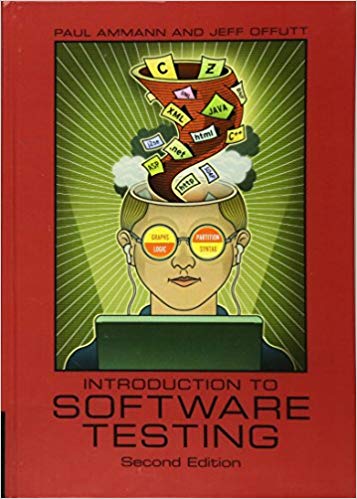 PAUL AMMANN AND JEFF OFFUTT
C
Z
XML
JAVA
html
C++
.net
ASP
http
GRAPHS
LOGIC
PARTITION
SYNTAX
INTRODUCTION TO
SOFTWARE
TESTING
Second Edition